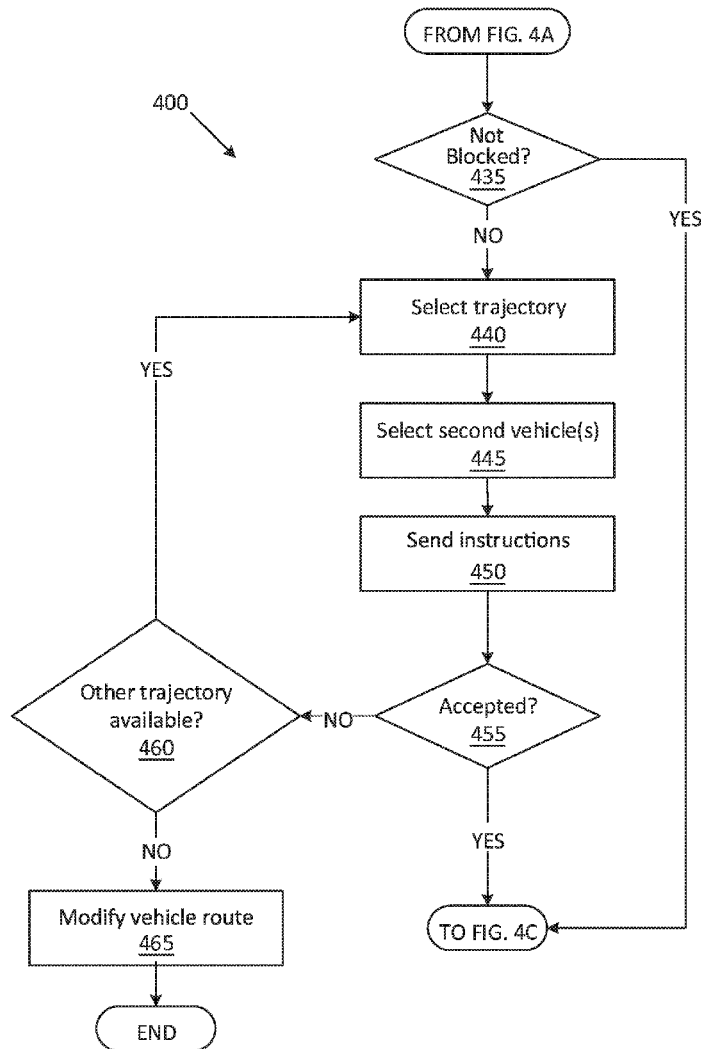 FROM FIG. 4A
400
Not
Blocked?
435
YES
NO
Select trajectory
440
YES
Select second vehicle(s)
445
Send instructions
450
Other trajectory
available?
460
NO
Accepted?
455
NO
YES
Modify vehicle route
465
TO FIG. 4C
END